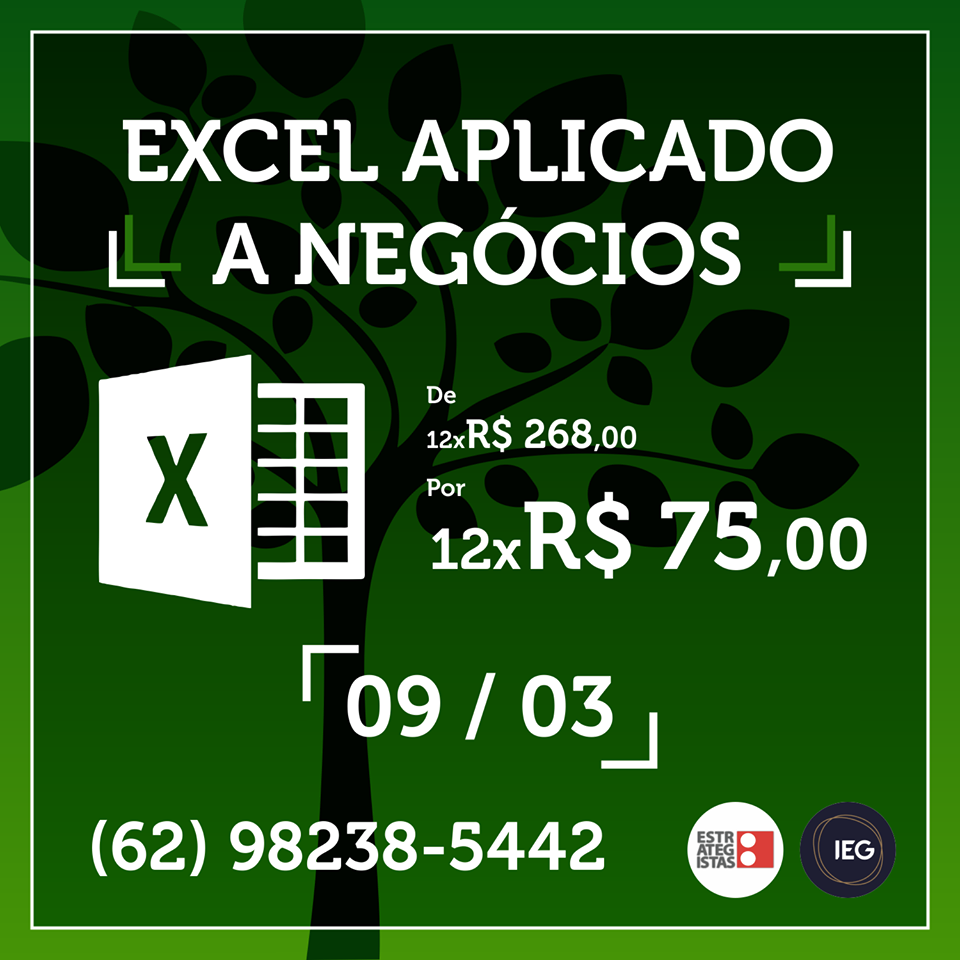 EXCEL APLICADO
A NEGÓCIOS
X
De
12xR$ 268,00
Por
12xR$ 75,00
09 / 03
(62) 98238-5442
ESTR
ATEG
ISTAS
IEG